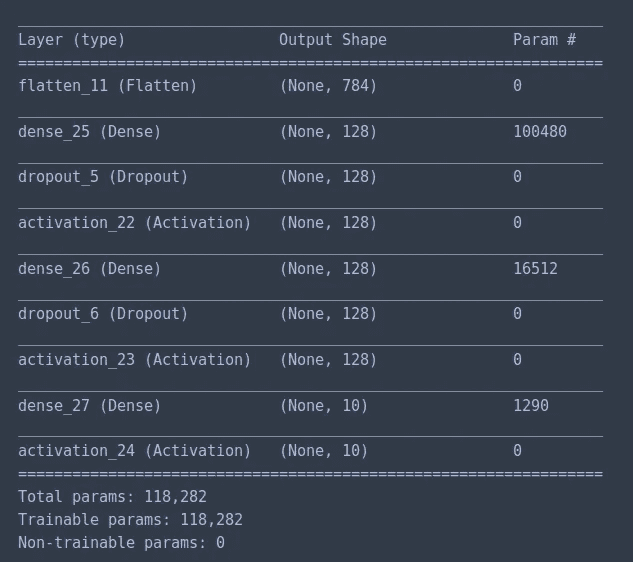 Layer (type)                 Output Shape              Param #
=================================================================
flatten_11 (Flatten)         (None, 784)               0
dense_25 (Dense)             (None, 128)               100480
dropout_5 (Dropout)          (None, 128)               0
activation_22 (Activation)   (None, 128)               0
dense_26 (Dense)             (None, 128)               16512
dropout_6 (Dropout)          (None, 128)               0
activation_23 (Activation)   (None, 128)               0
dense_27 (Dense)             (None, 10)                1290
activation_24 (Activation)   (None, 10)                0
=================================================================
Total params: 118,282
Trainable params: 118,282
Non-trainable params: 0